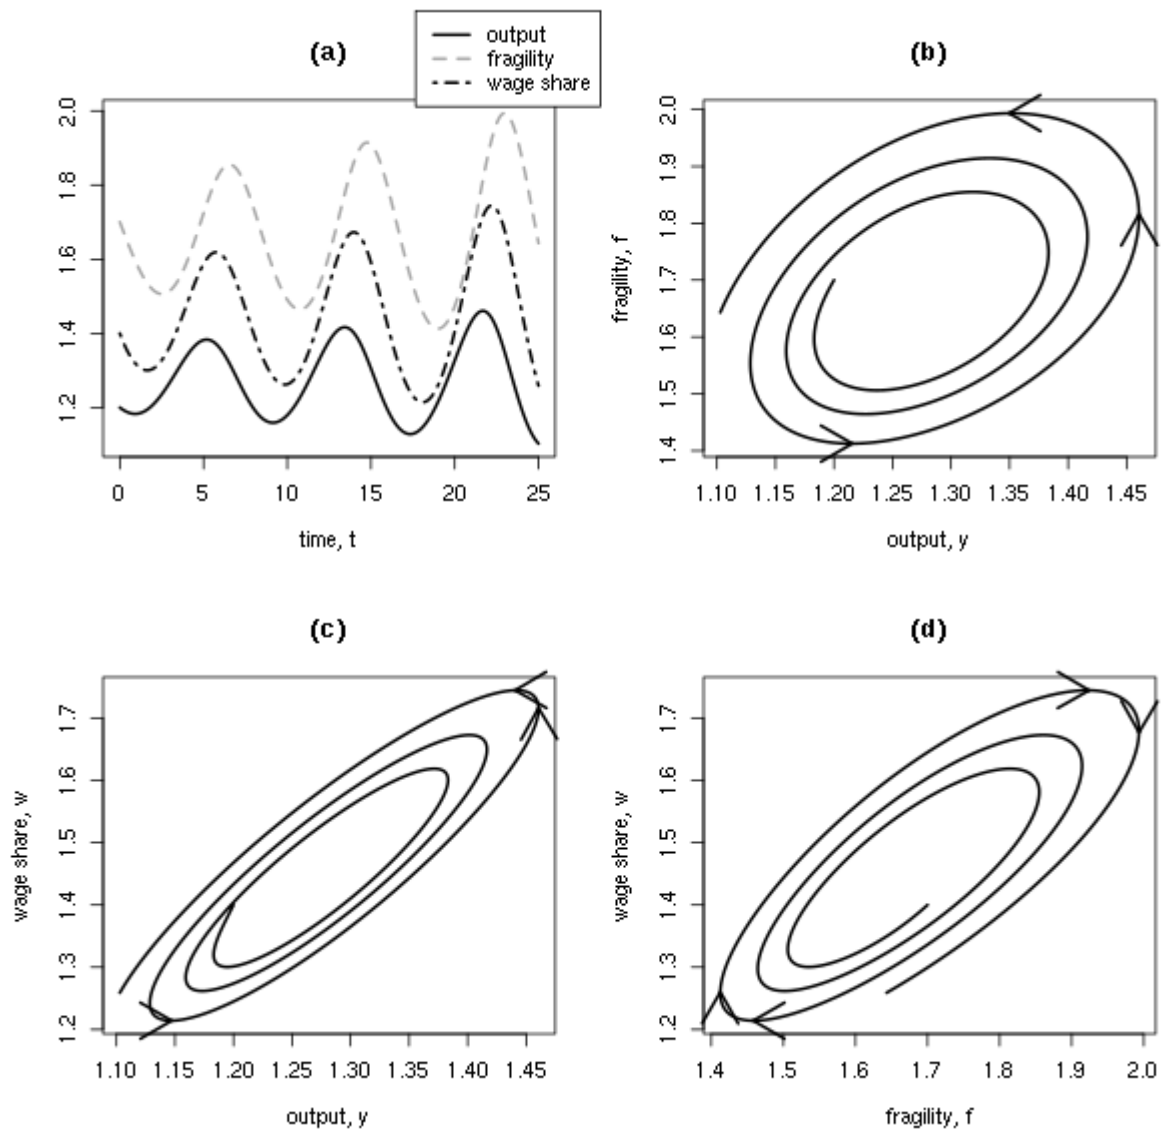 (a)
output
fragility
wage share
2.0
1.8
1.6
1.4
1.2
0 5 10 15 20 25
time, t
(b)
fragility, f
2.0
1.9
1.8
1.7
1.6
1.5
1.4
1.10 1.15 1.20 1.25 1.30 1.35 1.40 1.45
output, y
(c)
wage share, w
1.7
1.6
1.5
1.4
1.3
1.2
1.10 1.15 1.20 1.25 1.30 1.35 1.40 1.45
output, y
(d)
wage share, w
1.7
1.6
1.5
1.4
1.3
1.2
1.4 1.5 1.6 1.7 1.8 1.9 2.0
fragility, f